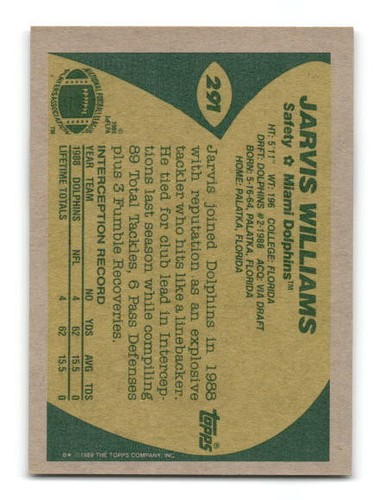 291
JARVIS WILLIAMS
Safety ☆ Miami Dolphins™
HT: 5'11" WT: 196 COLLEGE: FLORIDA
DRAFT: DOLPHINS #2-1988 ACQ: VIA DRAFT
BORN: 5-16-64, PALATKA, FLORIDA
HOME: PALATKA, FLORIDA
Jarvis joined Dolphins in 1988
with reputation as an explosive
tackler who hits like a linebacker.
He tied for club lead in Intercep-
tions last season while compiling
89 Total Tackles, 6 Pass Defenses
plus 3 Fumble Recoveries.
INTERCEPTION RECORD
YEAR TEAM NO YDS AVG TDS
1988 DOLPHINS NFL 4 62 15.5 0
LIFETIME TOTALS 4 62 15.5 0
topps
© 1989 THE TOPPS COMPANY, INC.